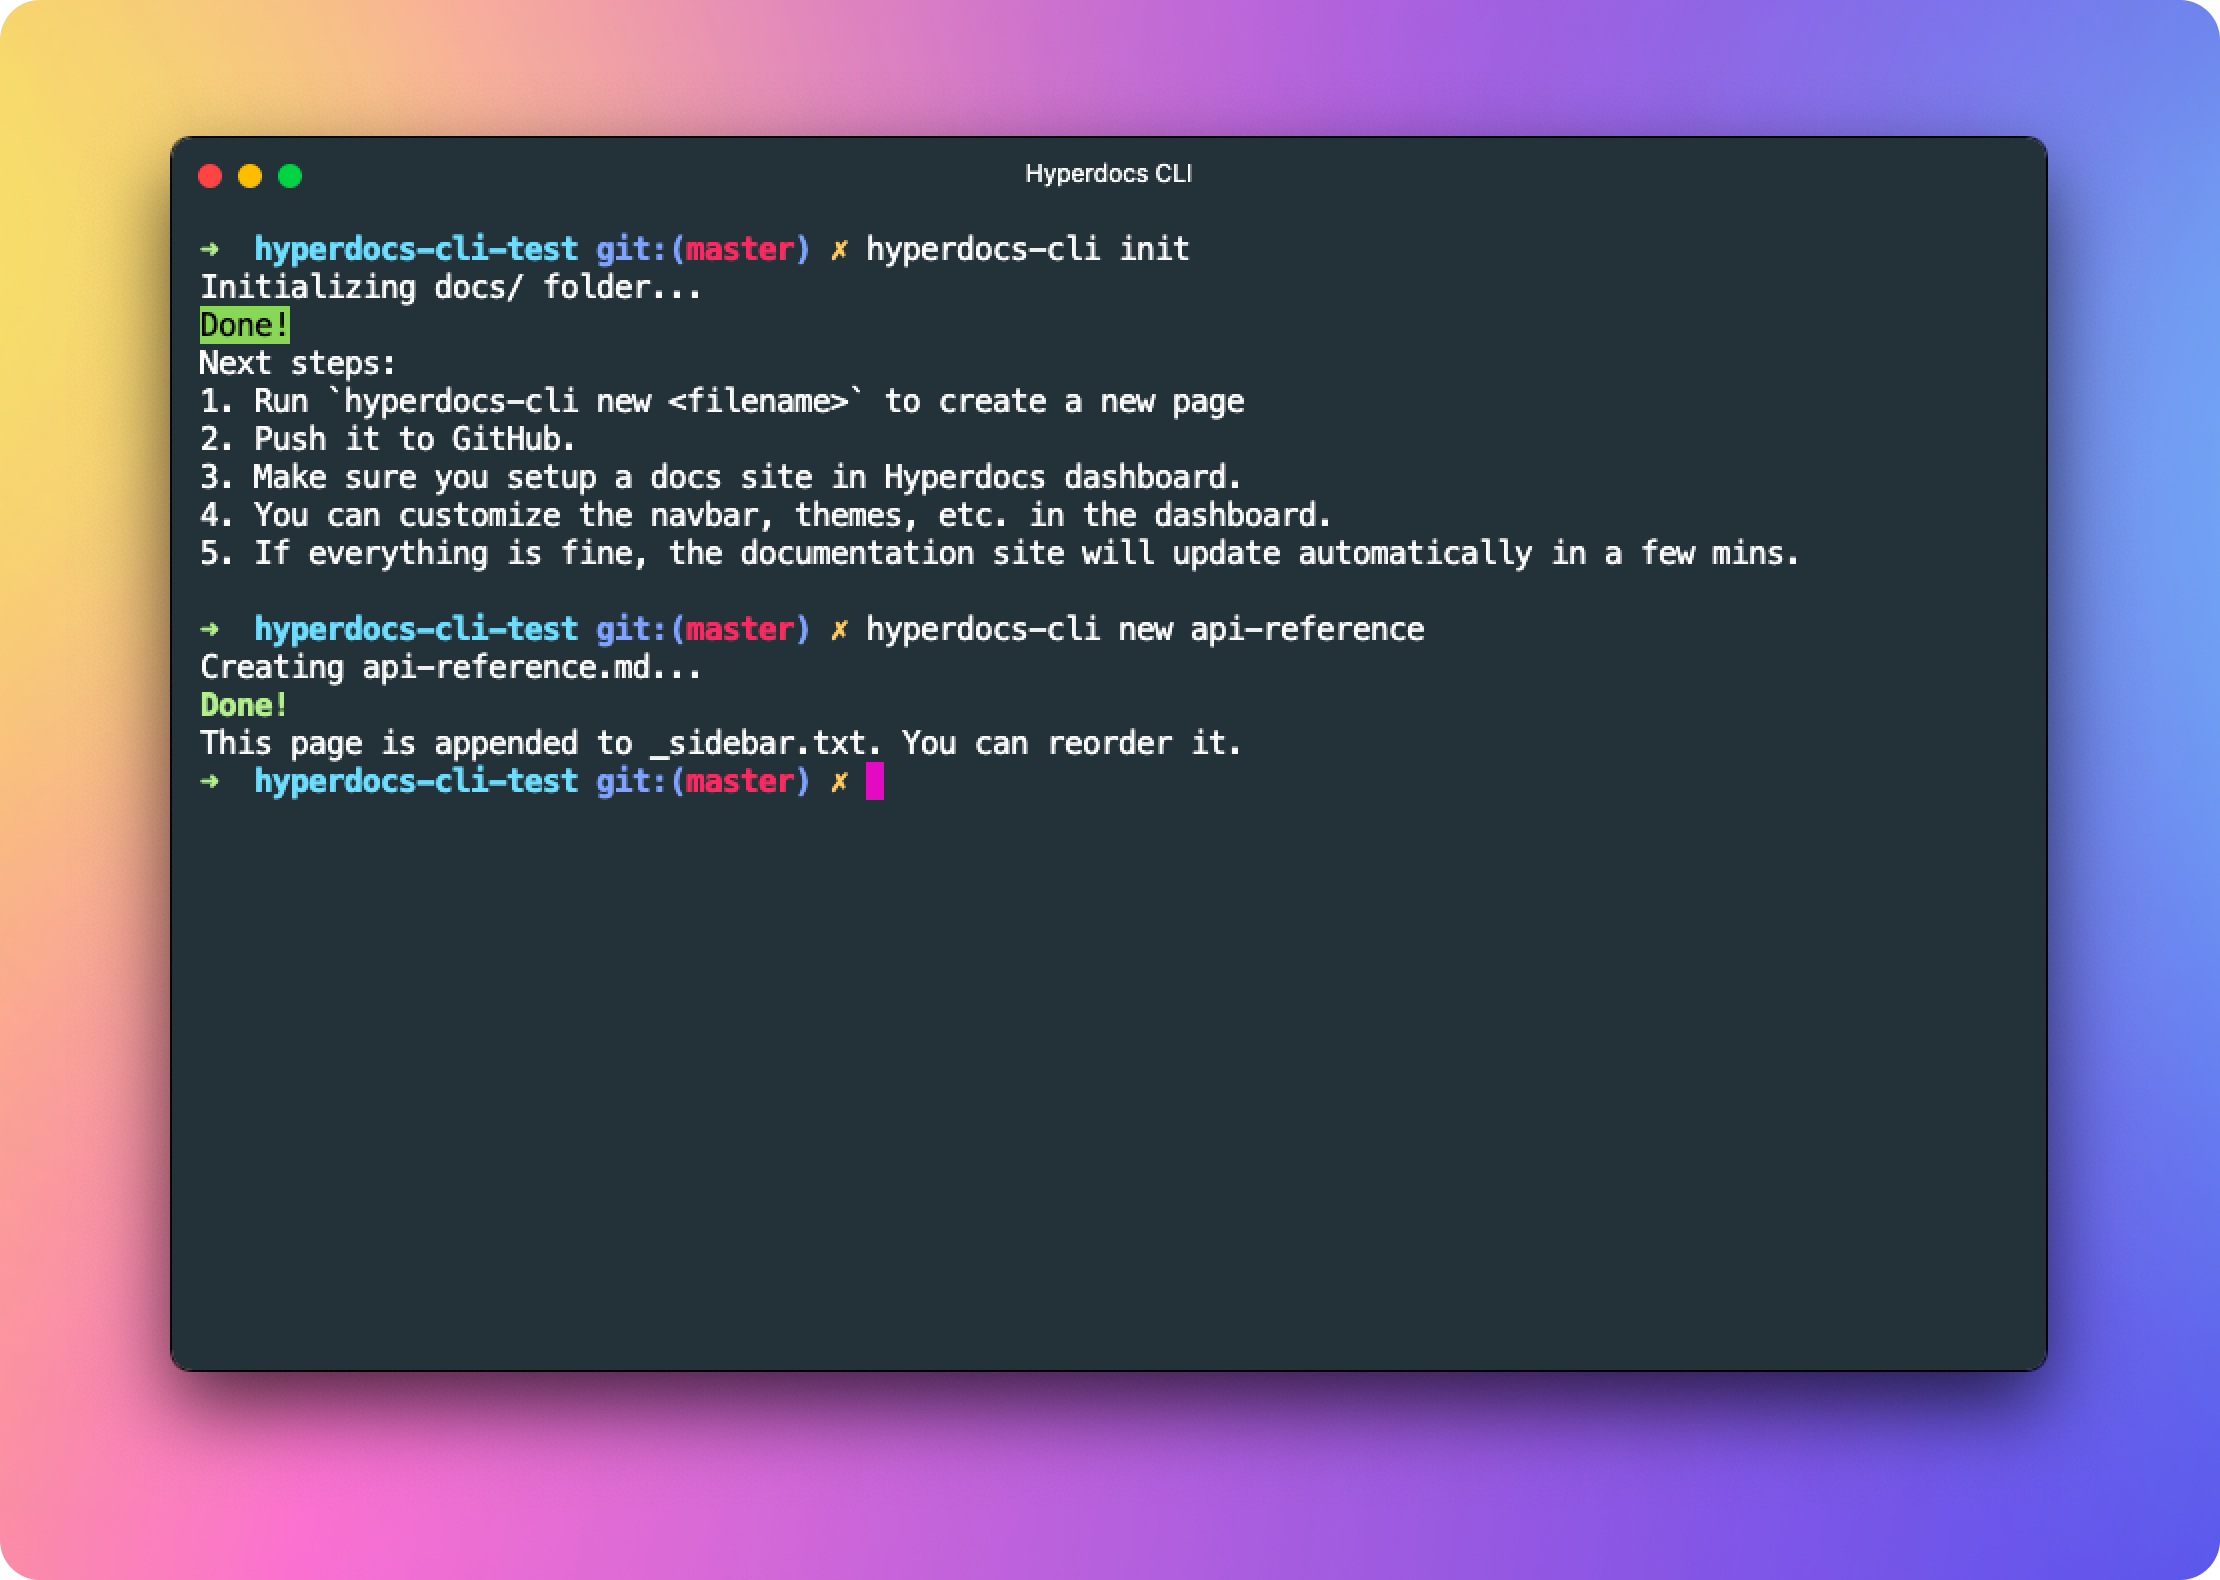 Hyperdocs CLI
➜  hyperdocs-cli-test git:(master) ✗ hyperdocs-cli init
Initializing docs/ folder...
Done!
Next steps:
1. Run `hyperdocs-cli new <filename>` to create a new page
2. Push it to GitHub.
3. Make sure you setup a docs site in Hyperdocs dashboard.
4. You can customize the navbar, themes, etc. in the dashboard.
5. If everything is fine, the documentation site will update automatically in a few mins.
➜  hyperdocs-cli-test git:(master) ✗ hyperdocs-cli new api-reference
Creating api-reference.md...
Done!
This page is appended to _sidebar.txt. You can reorder it.
➜  hyperdocs-cli-test git:(master) ✗